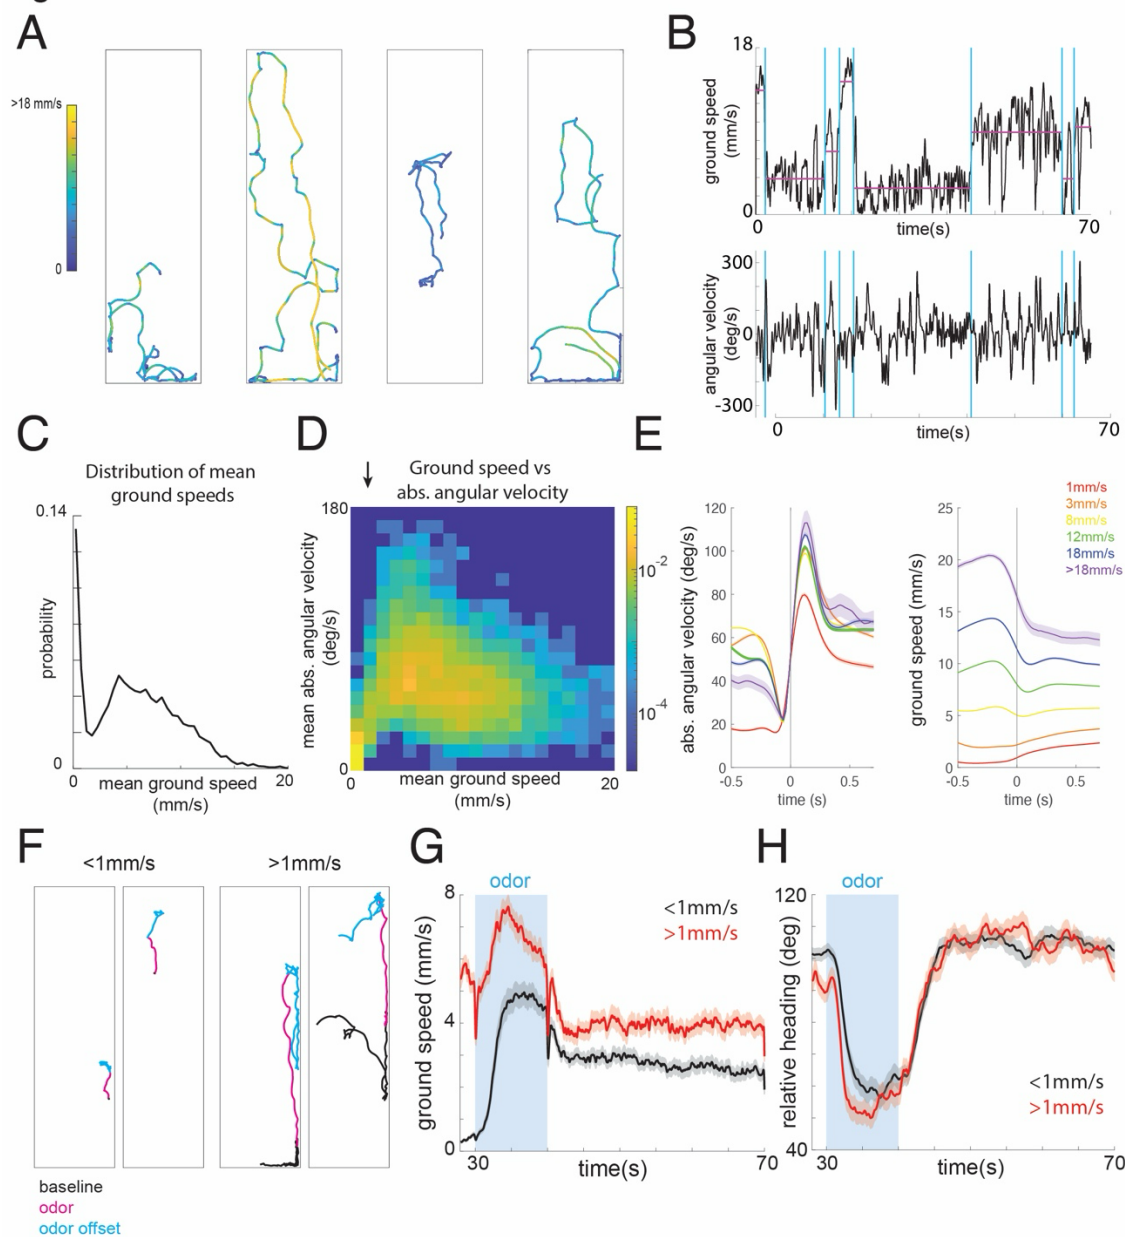 A
>18 mm/s
0
B
18
ground speed
(mm/s)
0
0
time(s)
70
300
angular velocity
(deg/s)
0
-300
0
time(s)
70
C
Distribution of mean
ground speeds
0.14
probability
0
20
mean ground speed
(mm/s)
D
Ground speed vs
abs. angular velocity
180
mean abs. angular velocity
(deg/s)
0
0
mean ground speed
20
(mm/s)
10-2
10-4
E
120
100
80
60
40
20
0
abs. angular velocity (deg/s)
-0.5
0
0.5
time (s)
25
20
15
10
5
0
ground speed (mm/s)
-0.5
0
0.5
time (s)
1mm/s
3mm/s
8mm/s
12mm/s
18mm/s
>18mm/s
F
<1mm/s
>1mm/s
baseline
odor
odor offset
G
odor
8
4
0
ground speed (mm/s)
<1mm/s
>1mm/s
30
time(s)
70
H
odor
120
40
relative heading (deg)
<1mm/s
>1mm/s
30
time(s)
70